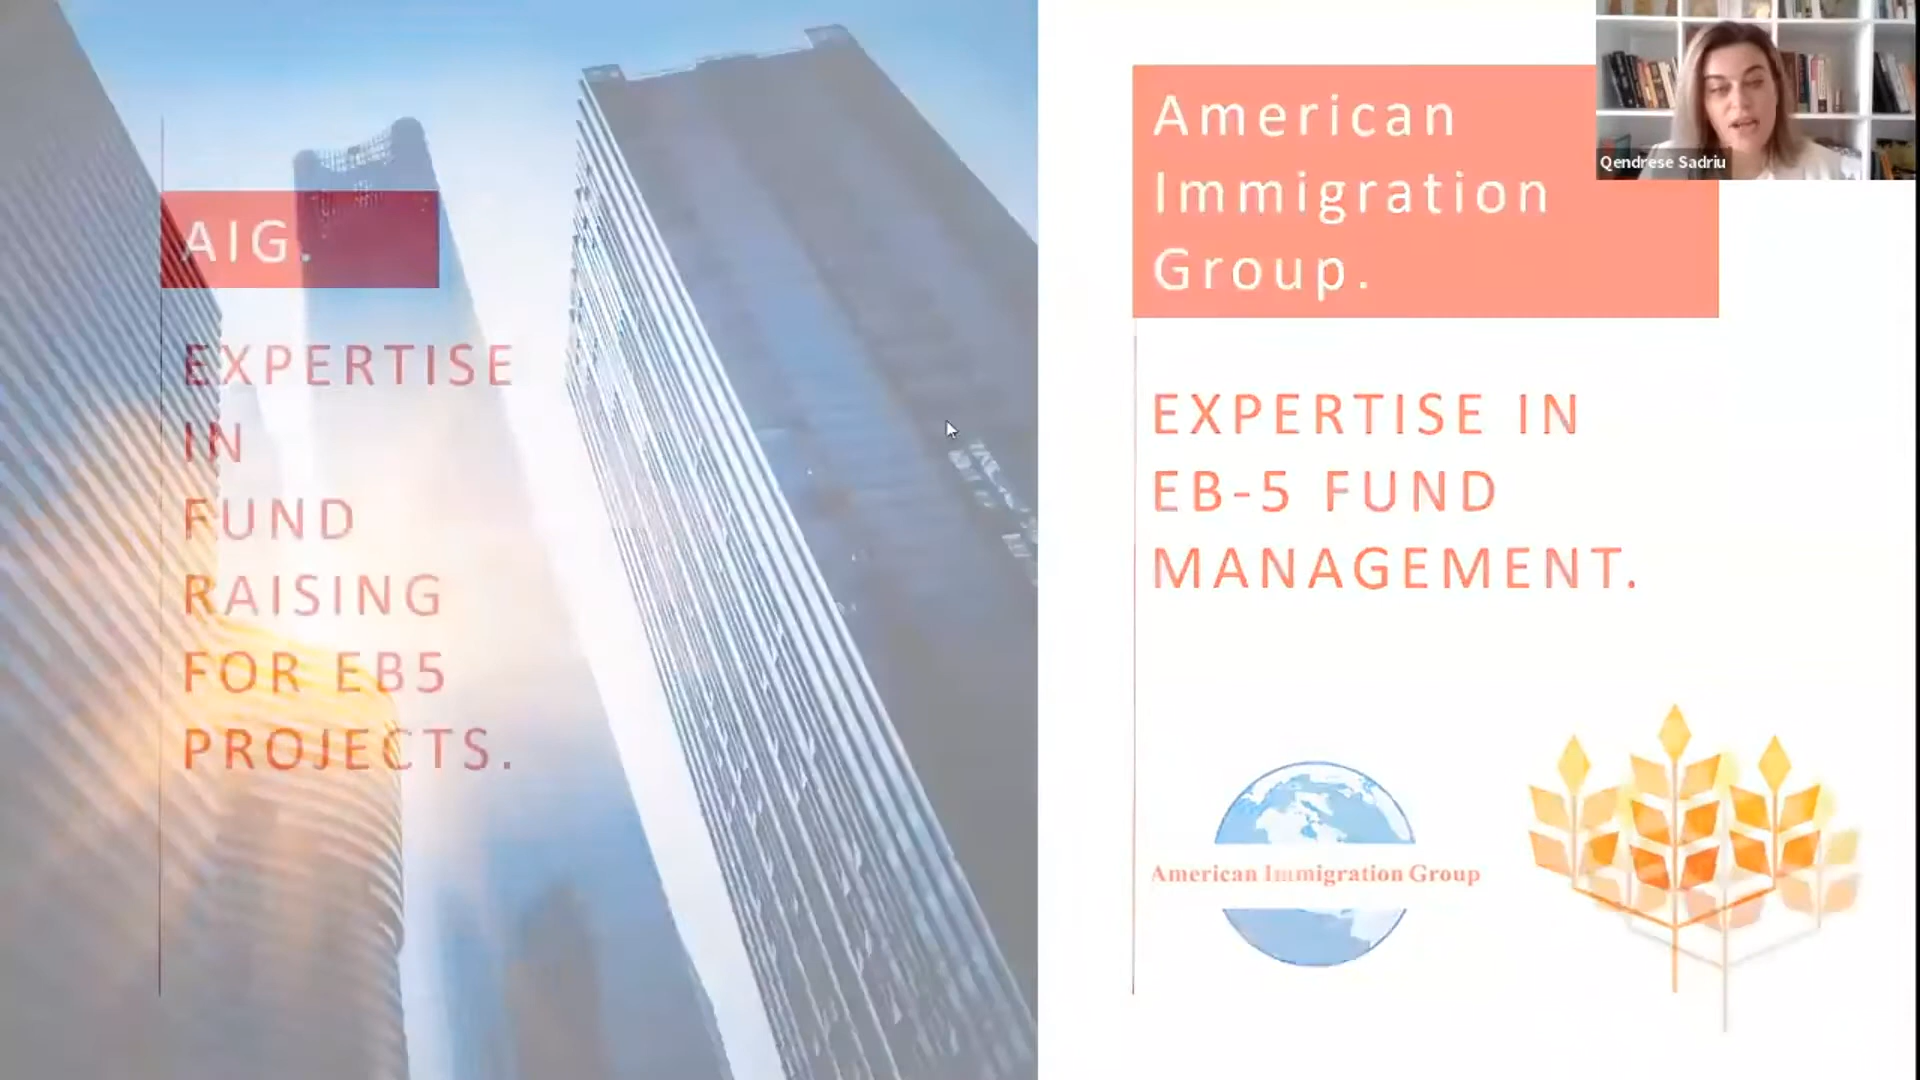 AIG.
EXPERTISE
IN
FUND
RAISING
FOR EB5
PROJECTS.
American
Immigration
Group.
EXPERTISE IN
EB-5 FUND
MANAGEMENT.
American Immigration Group
Qendrese Sadriu